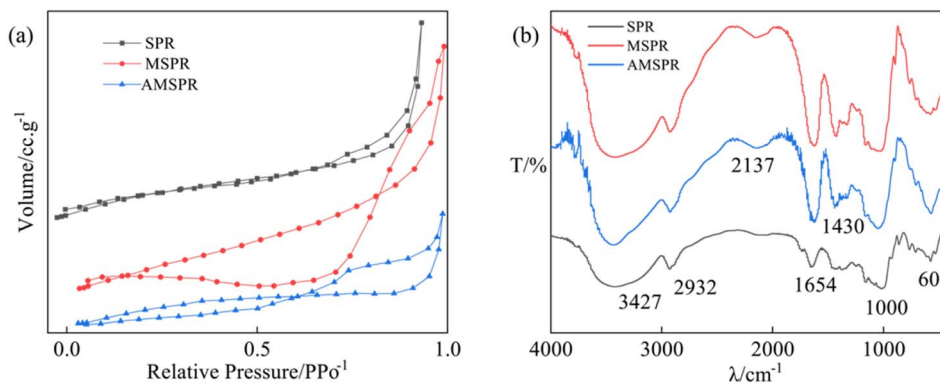 (a)
SPR
MSPR
AMSPR
Volume/cc.g-1
0.0 0.5 1.0
Relative Pressure/PPo-1
(b)
SPR
MSPR
AMSPR
T/%
2137
1430
3427 2932 1654 1000 60
4000 3000 2000 1000
λ/cm-1